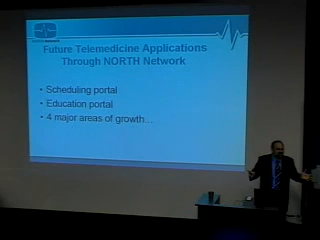 Future Telemedicine Applications
Through NORTH Network
• Scheduling portal
• Education portal
• 4 major areas of growth...